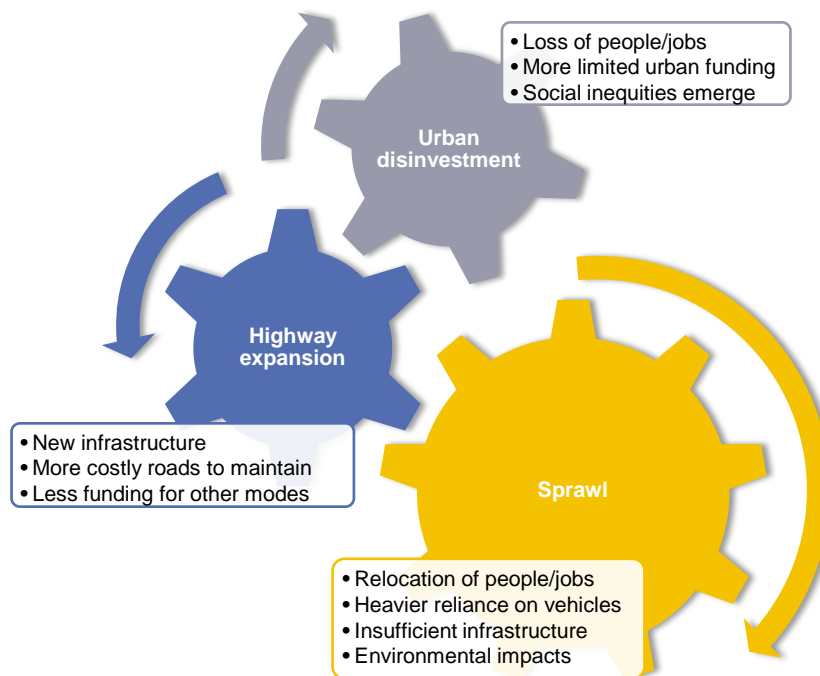 • Loss of people/jobs
• More limited urban funding
• Social inequities emerge
Urban
disinvestment
Highway
expansion
• New infrastructure
• More costly roads to maintain
• Less funding for other modes
Sprawl
• Relocation of people/jobs
• Heavier reliance on vehicles
• Insufficient infrastructure
• Environmental impacts